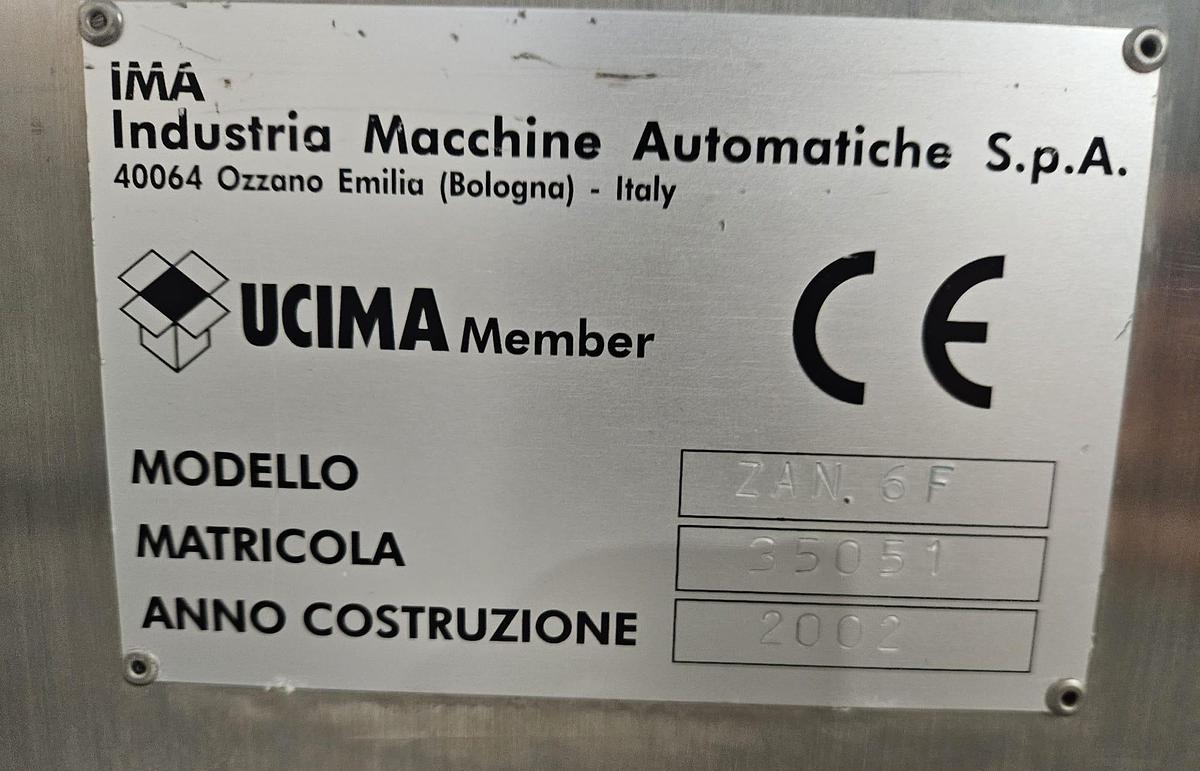 IMA
Industria Macchine Automatiche S.p.A.
40064 Ozzano Emilia (Bologna) - Italy
UCIMA Member
CE
MODELLO ZAN. 6F
MATRICOLA 35051
ANNO COSTRUZIONE 2002